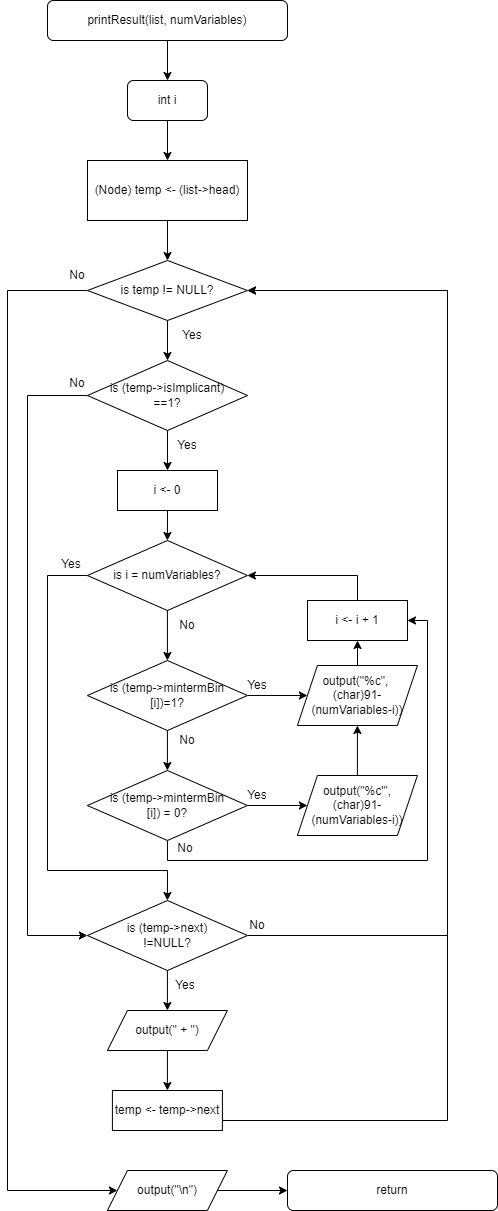 printResult(list, numVariables)
int i
(Node) temp <- (list->head)
is temp != NULL?
No
Yes
is (temp->isImplicant)
==1?
No
Yes
i <- 0
is i = numVariables?
Yes
No
i <- i + 1
is (temp->mintermBin
[i])=1?
Yes
No
output("%c",
(char)91-
(numVariables-i))
is (temp->mintermBin
[i]) = 0?
Yes
No
output("%c'",
(char)91-
(numVariables-i))
is (temp->next)
!=NULL?
No
Yes
output(" + ")
temp <- temp->next
output("\n")
return